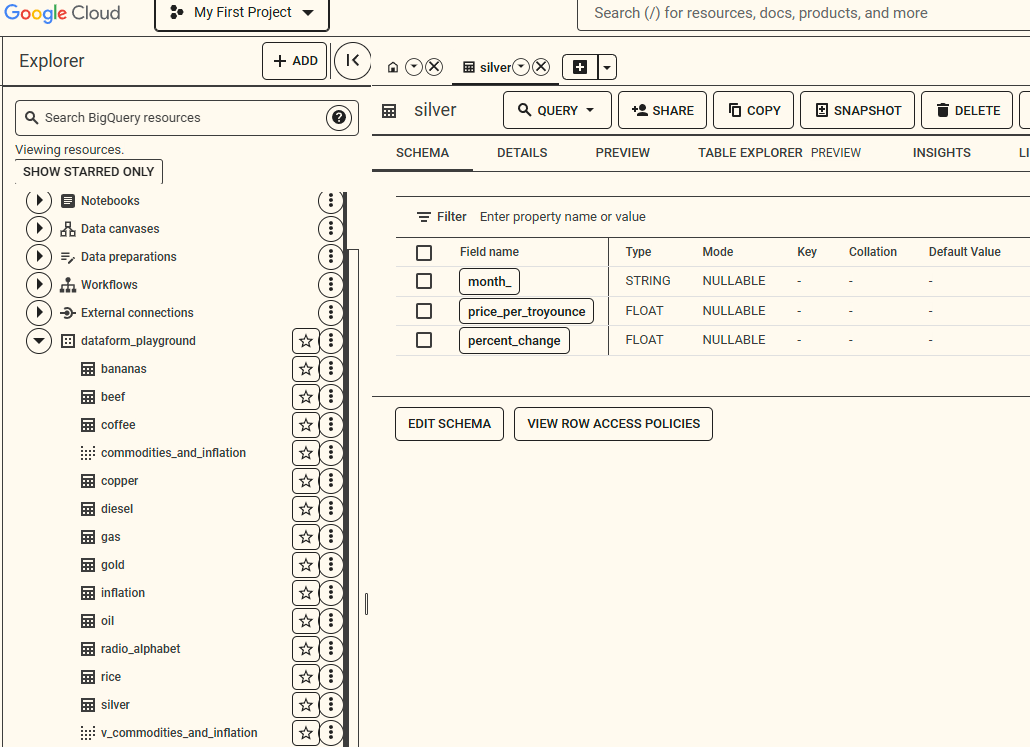 Google Cloud
My First Project
Search (/) for resources, docs, products, and more
Explorer
ADD
silver
Search BigQuery resources
Viewing resources.
SHOW STARRED ONLY
Notebooks
Data canvases
Data preparations
Workflows
External connections
dataform_playground
bananas
beef
coffee
commodities_and_inflation
copper
diesel
gas
gold
inflation
oil
radio_alphabet
rice
silver
v_commodities_and_inflation
silver
QUERY
SHARE
COPY
SNAPSHOT
DELETE
SCHEMA DETAILS PREVIEW TABLE EXPLORER PREVIEW INSIGHTS LI
Filter Enter property name or value
Field name Type Mode Key Collation Default Value
month_ STRING NULLABLE - - -
price_per_troyounce FLOAT NULLABLE - - -
percent_change FLOAT NULLABLE - - -
EDIT SCHEMA VIEW ROW ACCESS POLICIES